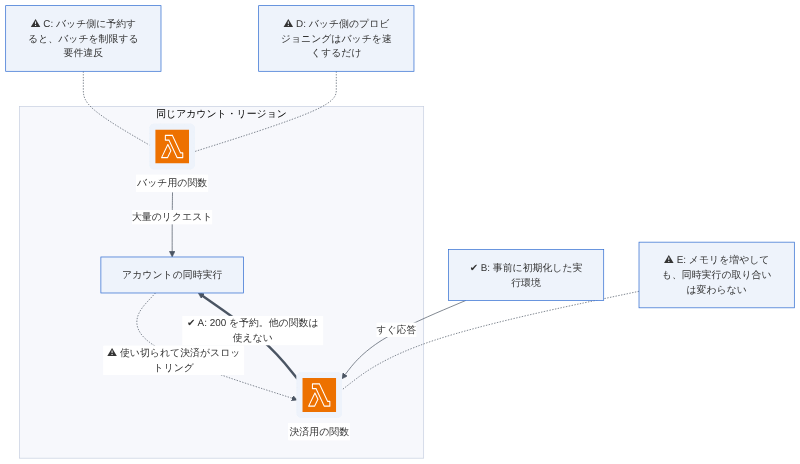 ⚠ C: バッチ側に予約す
ると、バッチを制限する
要件違反
⚠ D: バッチ側のプロビ
ジョニングはバッチを速
くするだけ
同じアカウント・リージョン
バッチ用の関数
大量のリクエスト
アカウントの同時実行
✔ B: 事前に初期化した実
行環境
⚠ E: メモリを増やして
も、同時実行の取り合い
は変わらない
✔ A: 200 を予約。他の関数は
使えない
すぐ応答
⚠ 使い切られて決済がスロッ
トリング
決済用の関数